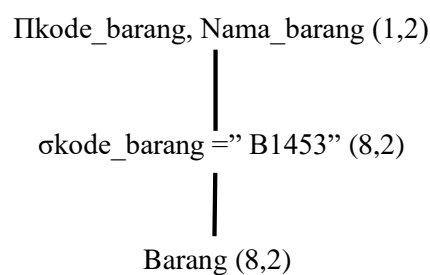 Πkode_barang, Nama_barang (1,2)
σkode_barang =” B1453” (8,2)
Barang (8,2)